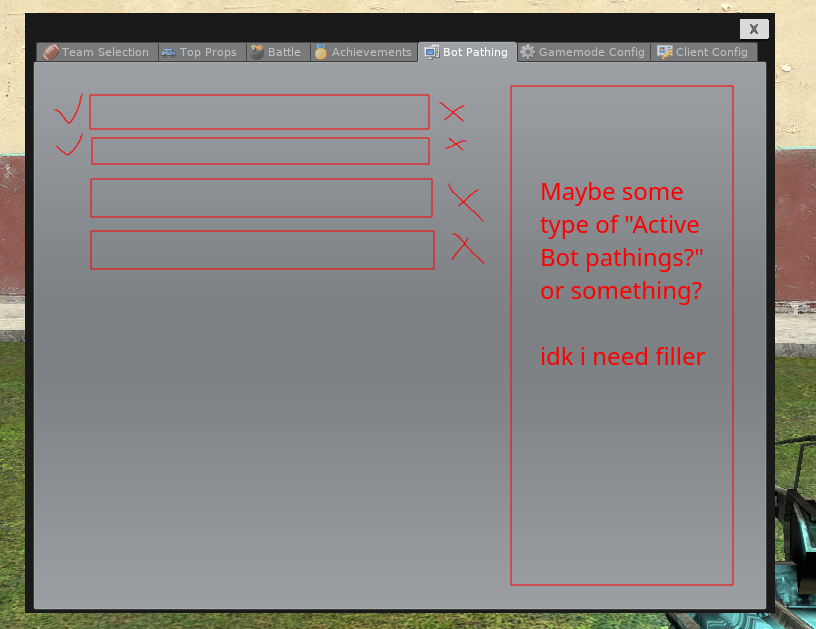 X
Team Selection Top Props Battle Achievements Bot Pathing Gamemode Config Client Config
Maybe some
type of "Active
Bot pathings?"
or something?
idk i need filler